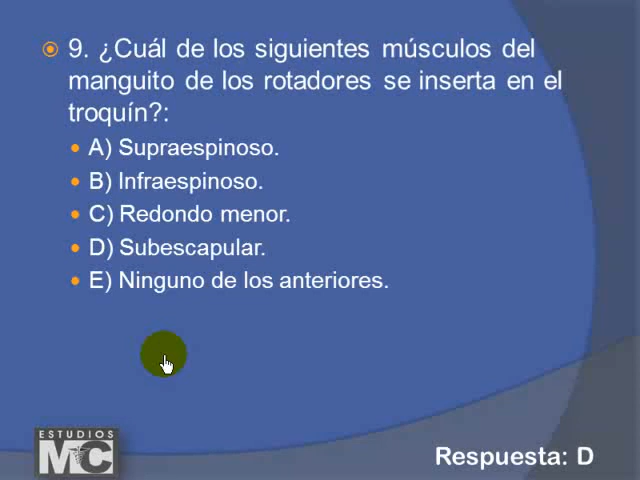 9. ¿Cuál de los siguientes músculos del
manguito de los rotadores se inserta en el
troquín?:
A) Supraespinoso.
B) Infraespinoso.
C) Redondo menor.
D) Subescapular.
E) Ninguno de los anteriores.
ESTUDIOS
MC
Respuesta: D